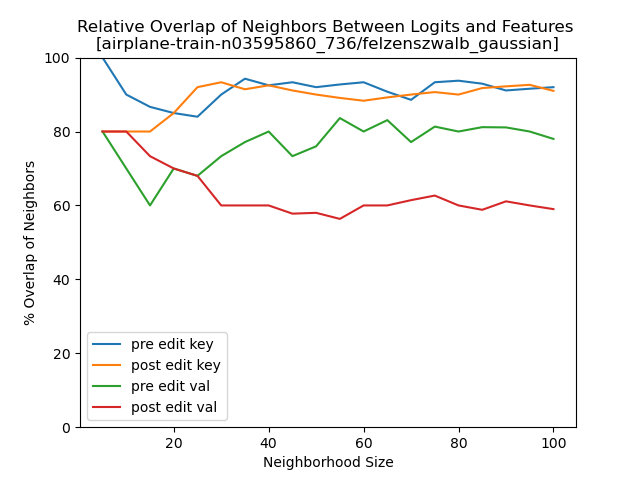 Relative Overlap of Neighbors Between Logits and Features
[airplane-train-n03595860_736/felzenszwalb_gaussian]
% Overlap of Neighbors
100
80
60
40
20
0
pre edit key
post edit key
pre edit val
post edit val
20 40 60 80 100
Neighborhood Size